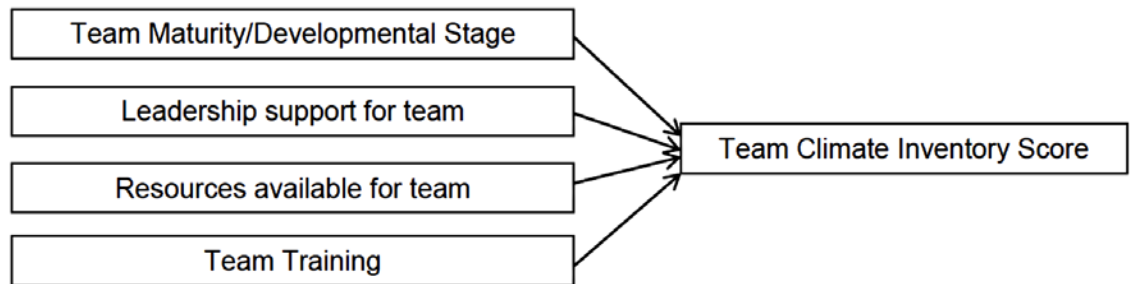 Team Maturity/Developmental Stage
Leadership support for team
Resources available for team
Team Training
Team Climate Inventory Score